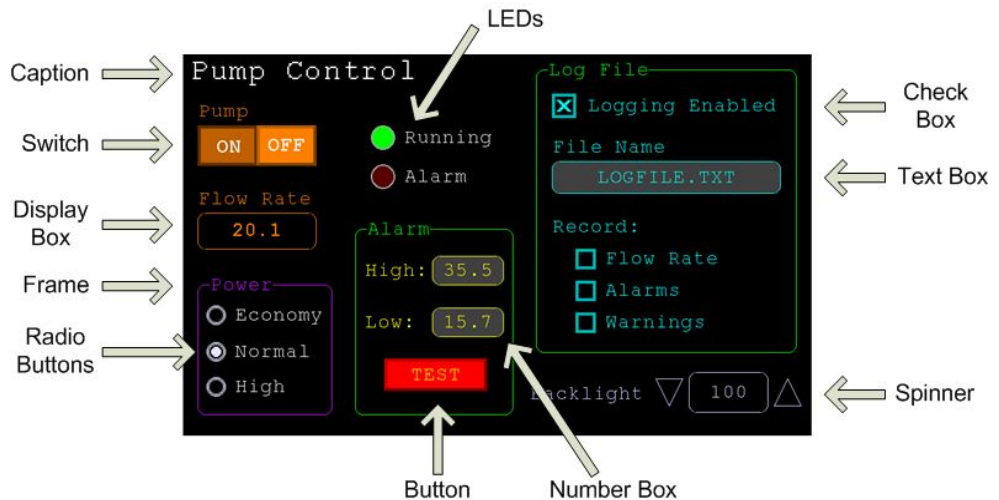 LEDs
Caption
Pump Control
Log File
Check
Box
Logging Enabled
Pump
Switch
ON OFF
Running
File Name
Alarm
LOGFILE.TXT
Text Box
Display
Box
Flow Rate
20.1
Alarm
Record:
High: 35.5
Flow Rate
Frame
Power
Alarms
Economy
Low: 15.7
Warnings
Radio
Buttons
Normal
High
TEST
Backlight 100
Spinner
Button
Number Box